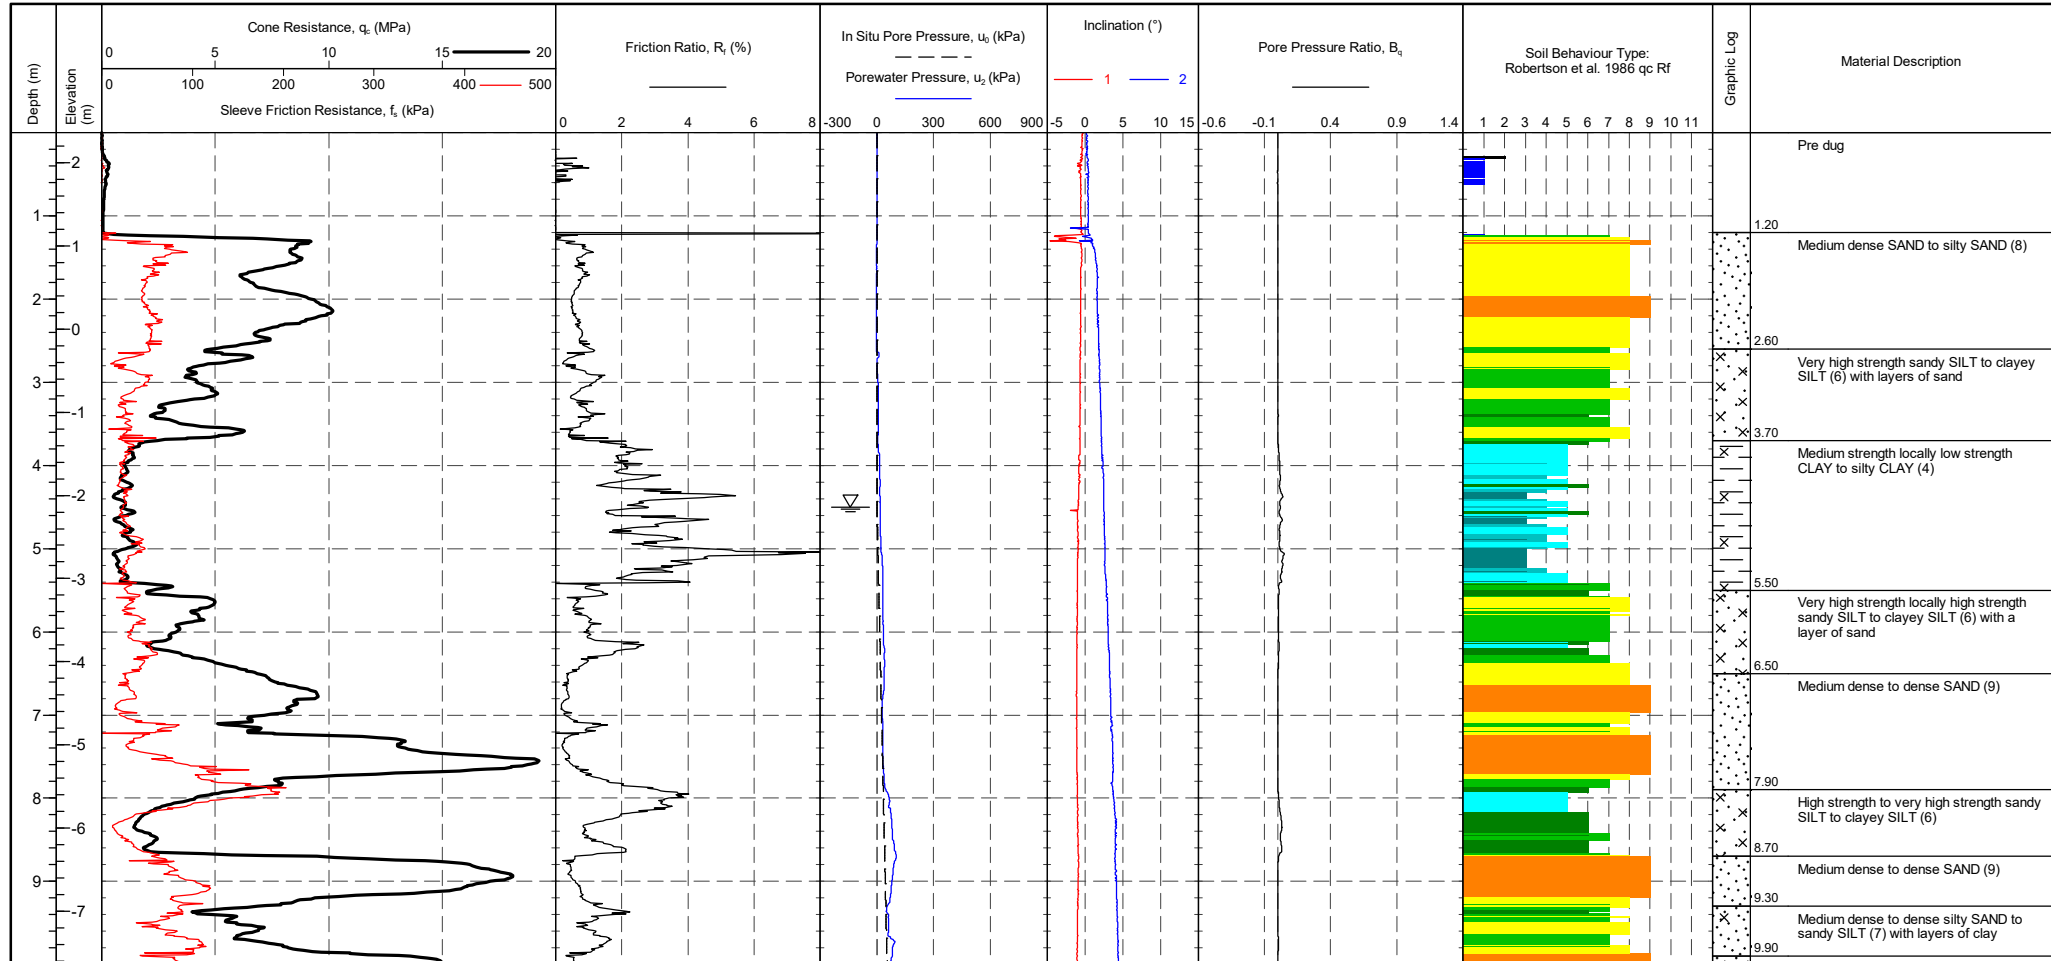 Cone Resistance, qc (MPa)
0 5 10 15 20
0 100 200 300 400 500
Sleeve Friction Resistance, fs (kPa)
Depth (m)
Elevation (m)
Friction Ratio, Rf (%)
0 2 4 6 8
In Situ Pore Pressure, u0 (kPa)
Porewater Pressure, u2 (kPa)
-300 0 300 600 900
Inclination (°)
1 2
-5 0 5 10 15
Pore Pressure Ratio, Bq
-0.6 -0.1 0.4 0.9 1.4
Soil Behaviour Type:
Robertson et al. 1986 qc Rf
1 2 3 4 5 6 7 8 9 10 11
Graphic Log
Material Description
2
1
1
2
0
3
-1
4
-2
5
-3
6
-4
7
-5
8
-6
9
-7
Pre dug
1.20
Medium dense SAND to silty SAND (8)
2.60
Very high strength sandy SILT to clayey
SILT (6) with layers of sand
3.70
Medium strength locally low strength
CLAY to silty CLAY (4)
5.50
Very high strength locally high strength
sandy SILT to clayey SILT (6) with a
layer of sand
6.50
Medium dense to dense SAND (9)
7.90
High strength to very high strength sandy
SILT to clayey SILT (6)
8.70
Medium dense to dense SAND (9)
9.30
Medium dense to dense silty SAND to
sandy SILT (7) with layers of clay
9.90